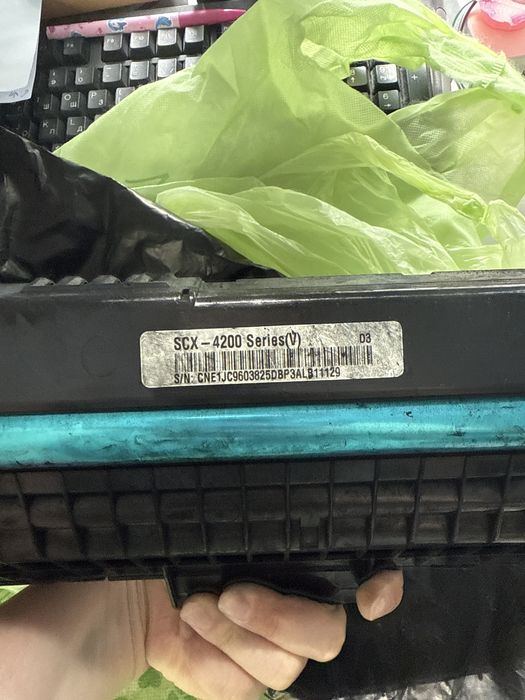 SCX-4200 Series(V) D3
S/N: CNE1JC9603825DBP3ALB11129